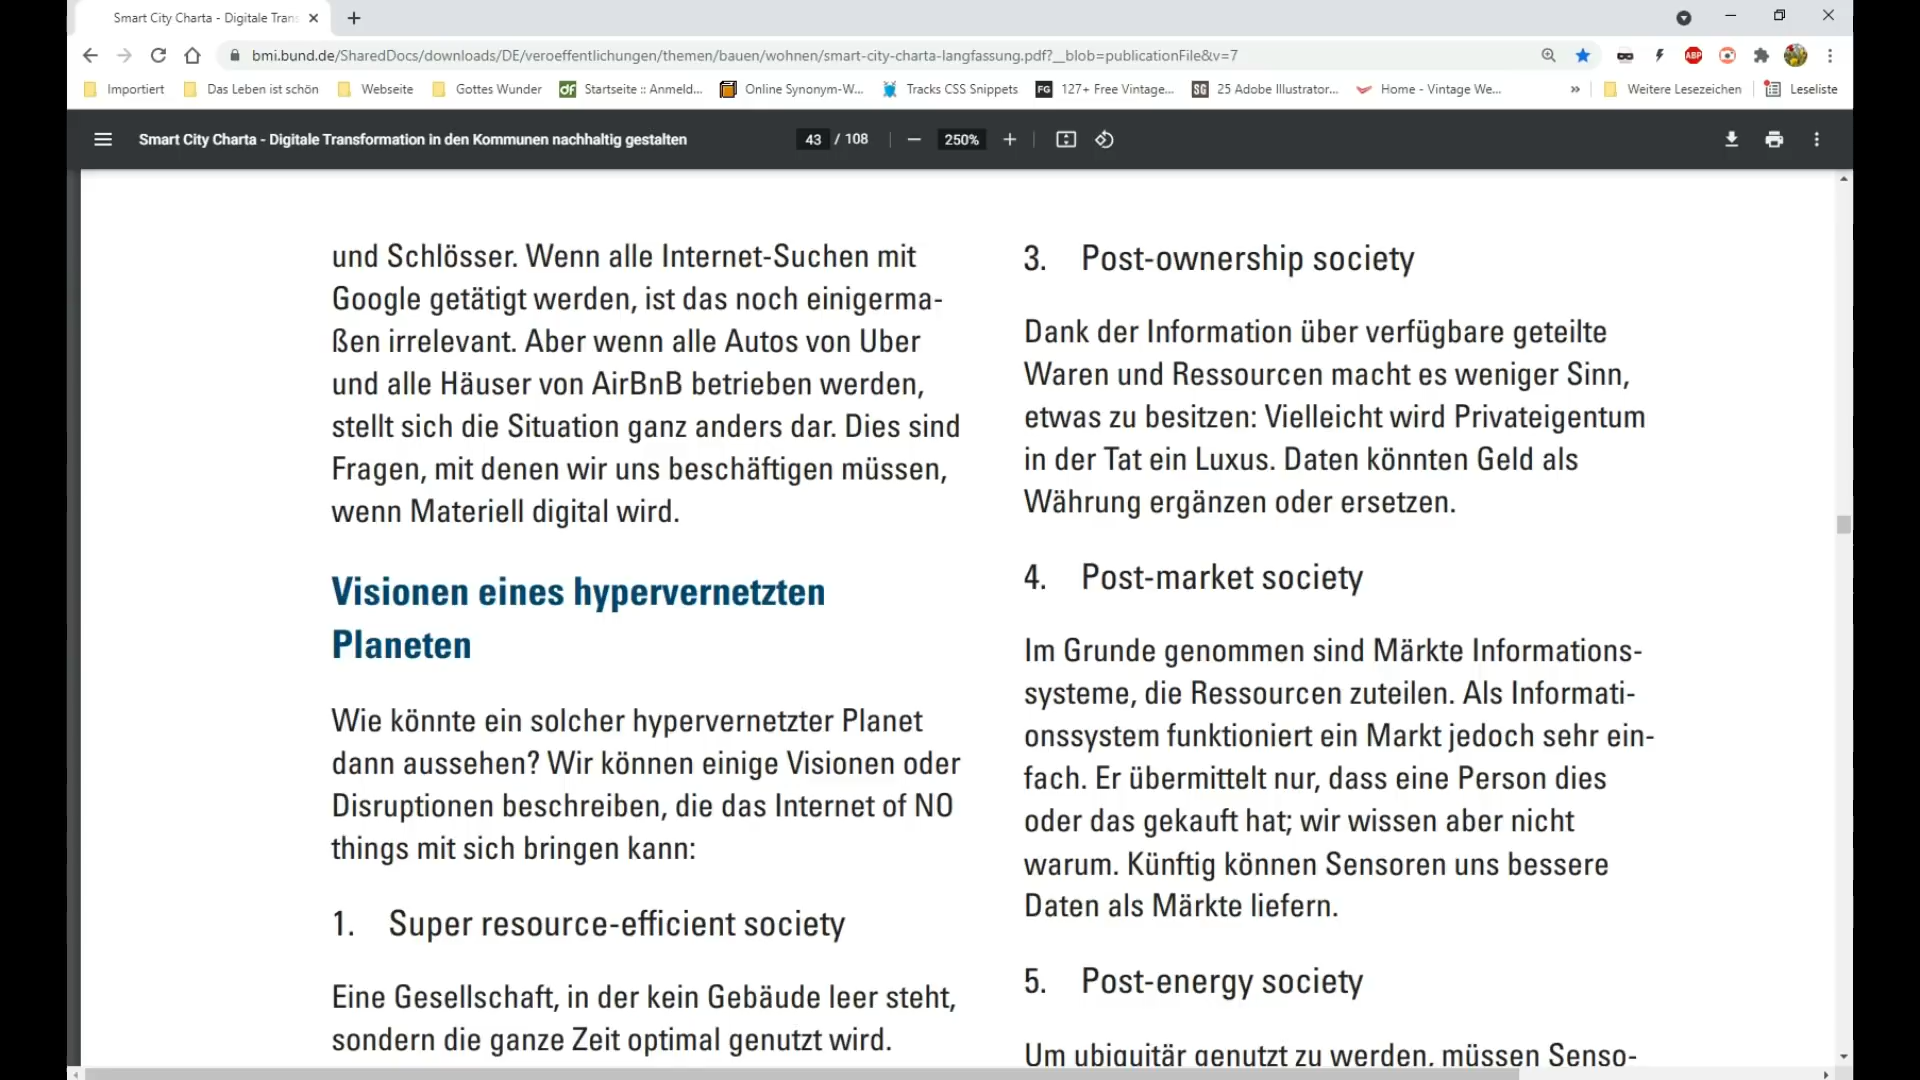 Smart City Charta - Digitale Tran
bmi.bund.de/SharedDocs/downloads/DE/veroeffentlichungen/themen/bauen/wohnen/smart-city-charta-langfassung.pdf?__blob=publicationFile&v=7
ABP
Importiert Das Leben ist schön Webseite Gottes Wunder df Startseite :: Anmeld... Online Synonym-W... Tracks CSS Snippets FG 127+ Free Vintage... SG 25 Adobe Illustrator... Home - Vintage We... » Weitere Lesezeichen Leseliste
Smart City Charta - Digitale Transformation in den Kommunen nachhaltig gestalten 43 / 108 250%
und Schlösser. Wenn alle Internet-Suchen mit
Google getätigt werden, ist das noch einigerma-
ßen irrelevant. Aber wenn alle Autos von Uber
und alle Häuser von AirBnB betrieben werden,
stellt sich die Situation ganz anders dar. Dies sind
Fragen, mit denen wir uns beschäftigen müssen,
wenn Materiell digital wird.
Visionen eines hypervernetzten
Planeten
Wie könnte ein solcher hypervernetzter Planet
dann aussehen? Wir können einige Visionen oder
Disruptionen beschreiben, die das Internet of NO
things mit sich bringen kann:
1. Super resource-efficient society
Eine Gesellschaft, in der kein Gebäude leer steht,
sondern die ganze Zeit optimal genutzt wird.
3. Post-ownership society
Dank der Information über verfügbare geteilte
Waren und Ressourcen macht es weniger Sinn,
etwas zu besitzen: Vielleicht wird Privateigentum
in der Tat ein Luxus. Daten könnten Geld als
Währung ergänzen oder ersetzen.
4. Post-market society
Im Grunde genommen sind Märkte Informations-
systeme, die Ressourcen zuteilen. Als Informati-
onssystem funktioniert ein Markt jedoch sehr ein-
fach. Er übermittelt nur, dass eine Person dies
oder das gekauft hat; wir wissen aber nicht
warum. Künftig können Sensoren uns bessere
Daten als Märkte liefern.
5. Post-energy society
Um ubiquitär genutzt zu werden, müssen Senso-